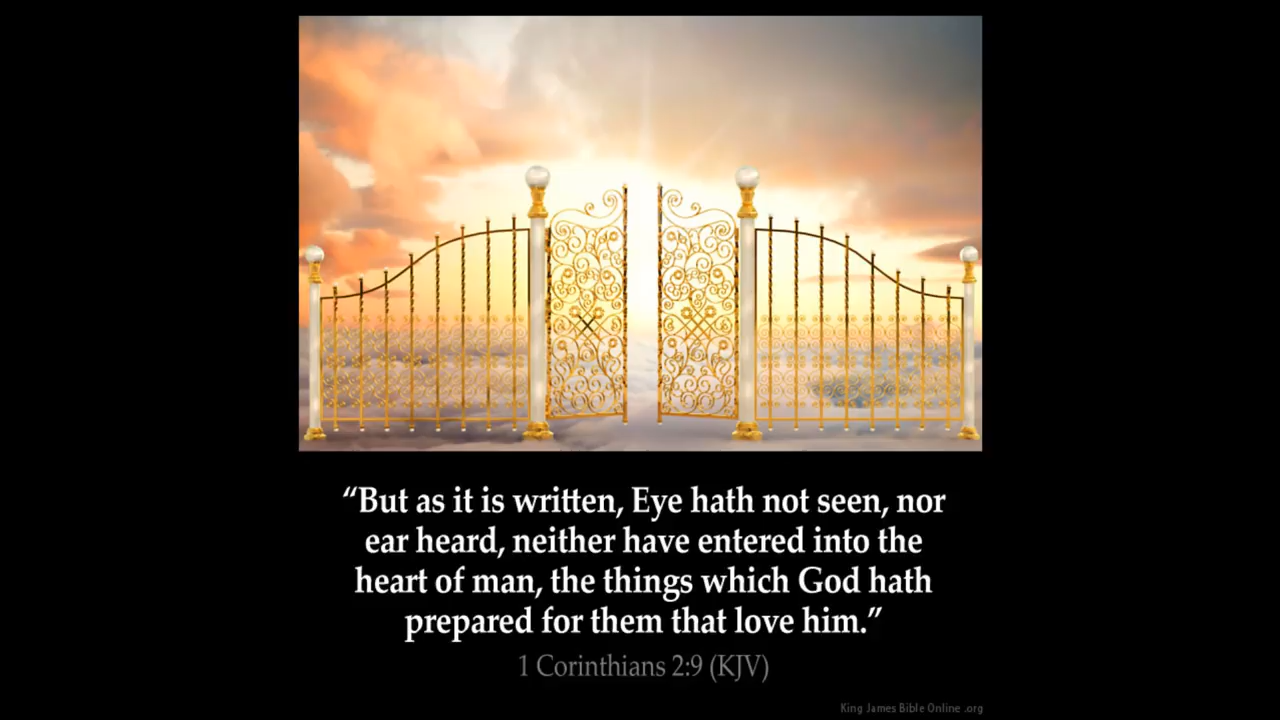 “But as it is written, Eye hath not seen, nor
ear heard, neither have entered into the
heart of man, the things which God hath
prepared for them that love him.”
1 Corinthians 2:9 (KJV)
King James Bible Online .org